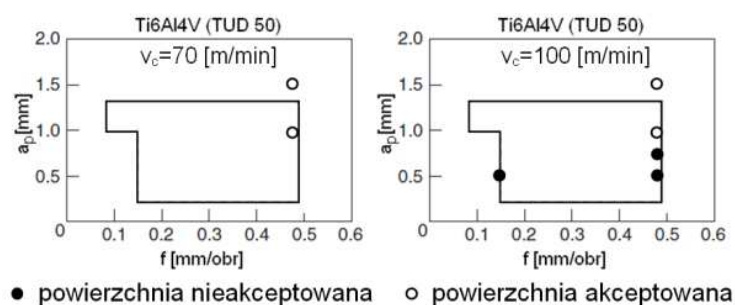 Ti6Al4V (TUD 50)
v꜀=70 [m/min]
aₚ[mm]
2.0
1.5
1.0
0.5
0
0.1
0.2
0.3
0.4
0.5
0.6
f [mm/obr]
Ti6Al4V (TUD 50)
v꜀=100 [m/min]
aₚ[mm]
2.0
1.5
1.0
0.5
0
0.1
0.2
0.3
0.4
0.5
0.6
f [mm/obr]
● powierzchnia nieakceptowana ○ powierzchnia akceptowana